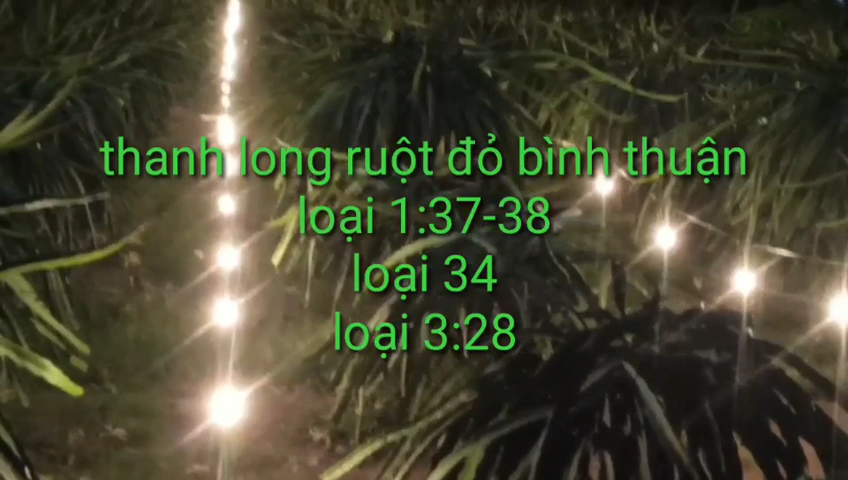 thanh long ruột đỏ bình thuận
loại 1:37-38
loại 34
loại 3:28